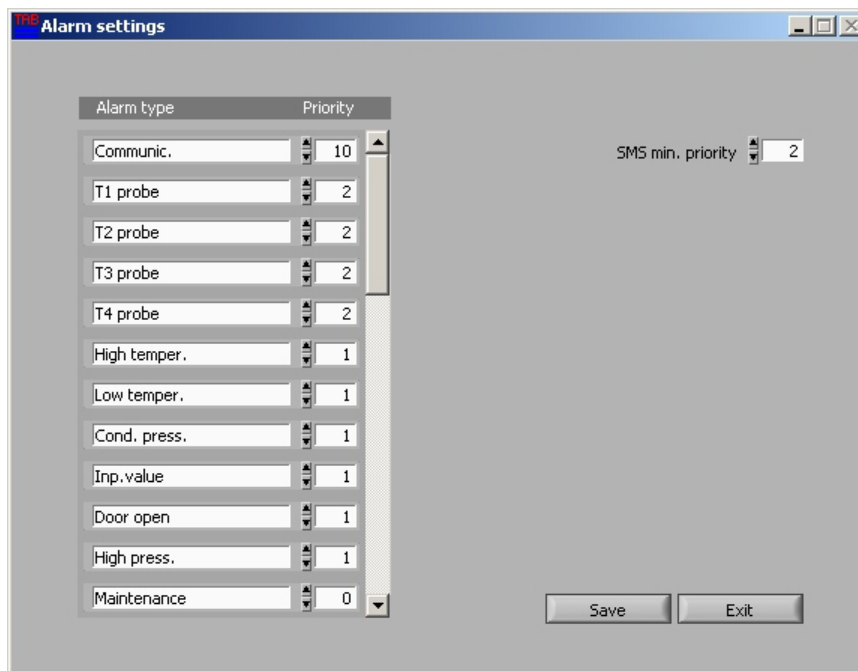 TAB Alarm settings
Alarm type Priority
Communic. 10
SMS min. priority 2
T1 probe 2
T2 probe 2
T3 probe 2
T4 probe 2
High temper. 1
Low temper. 1
Cond. press. 1
Inp.value 1
Door open 1
High press. 1
Maintenance 0
Save Exit